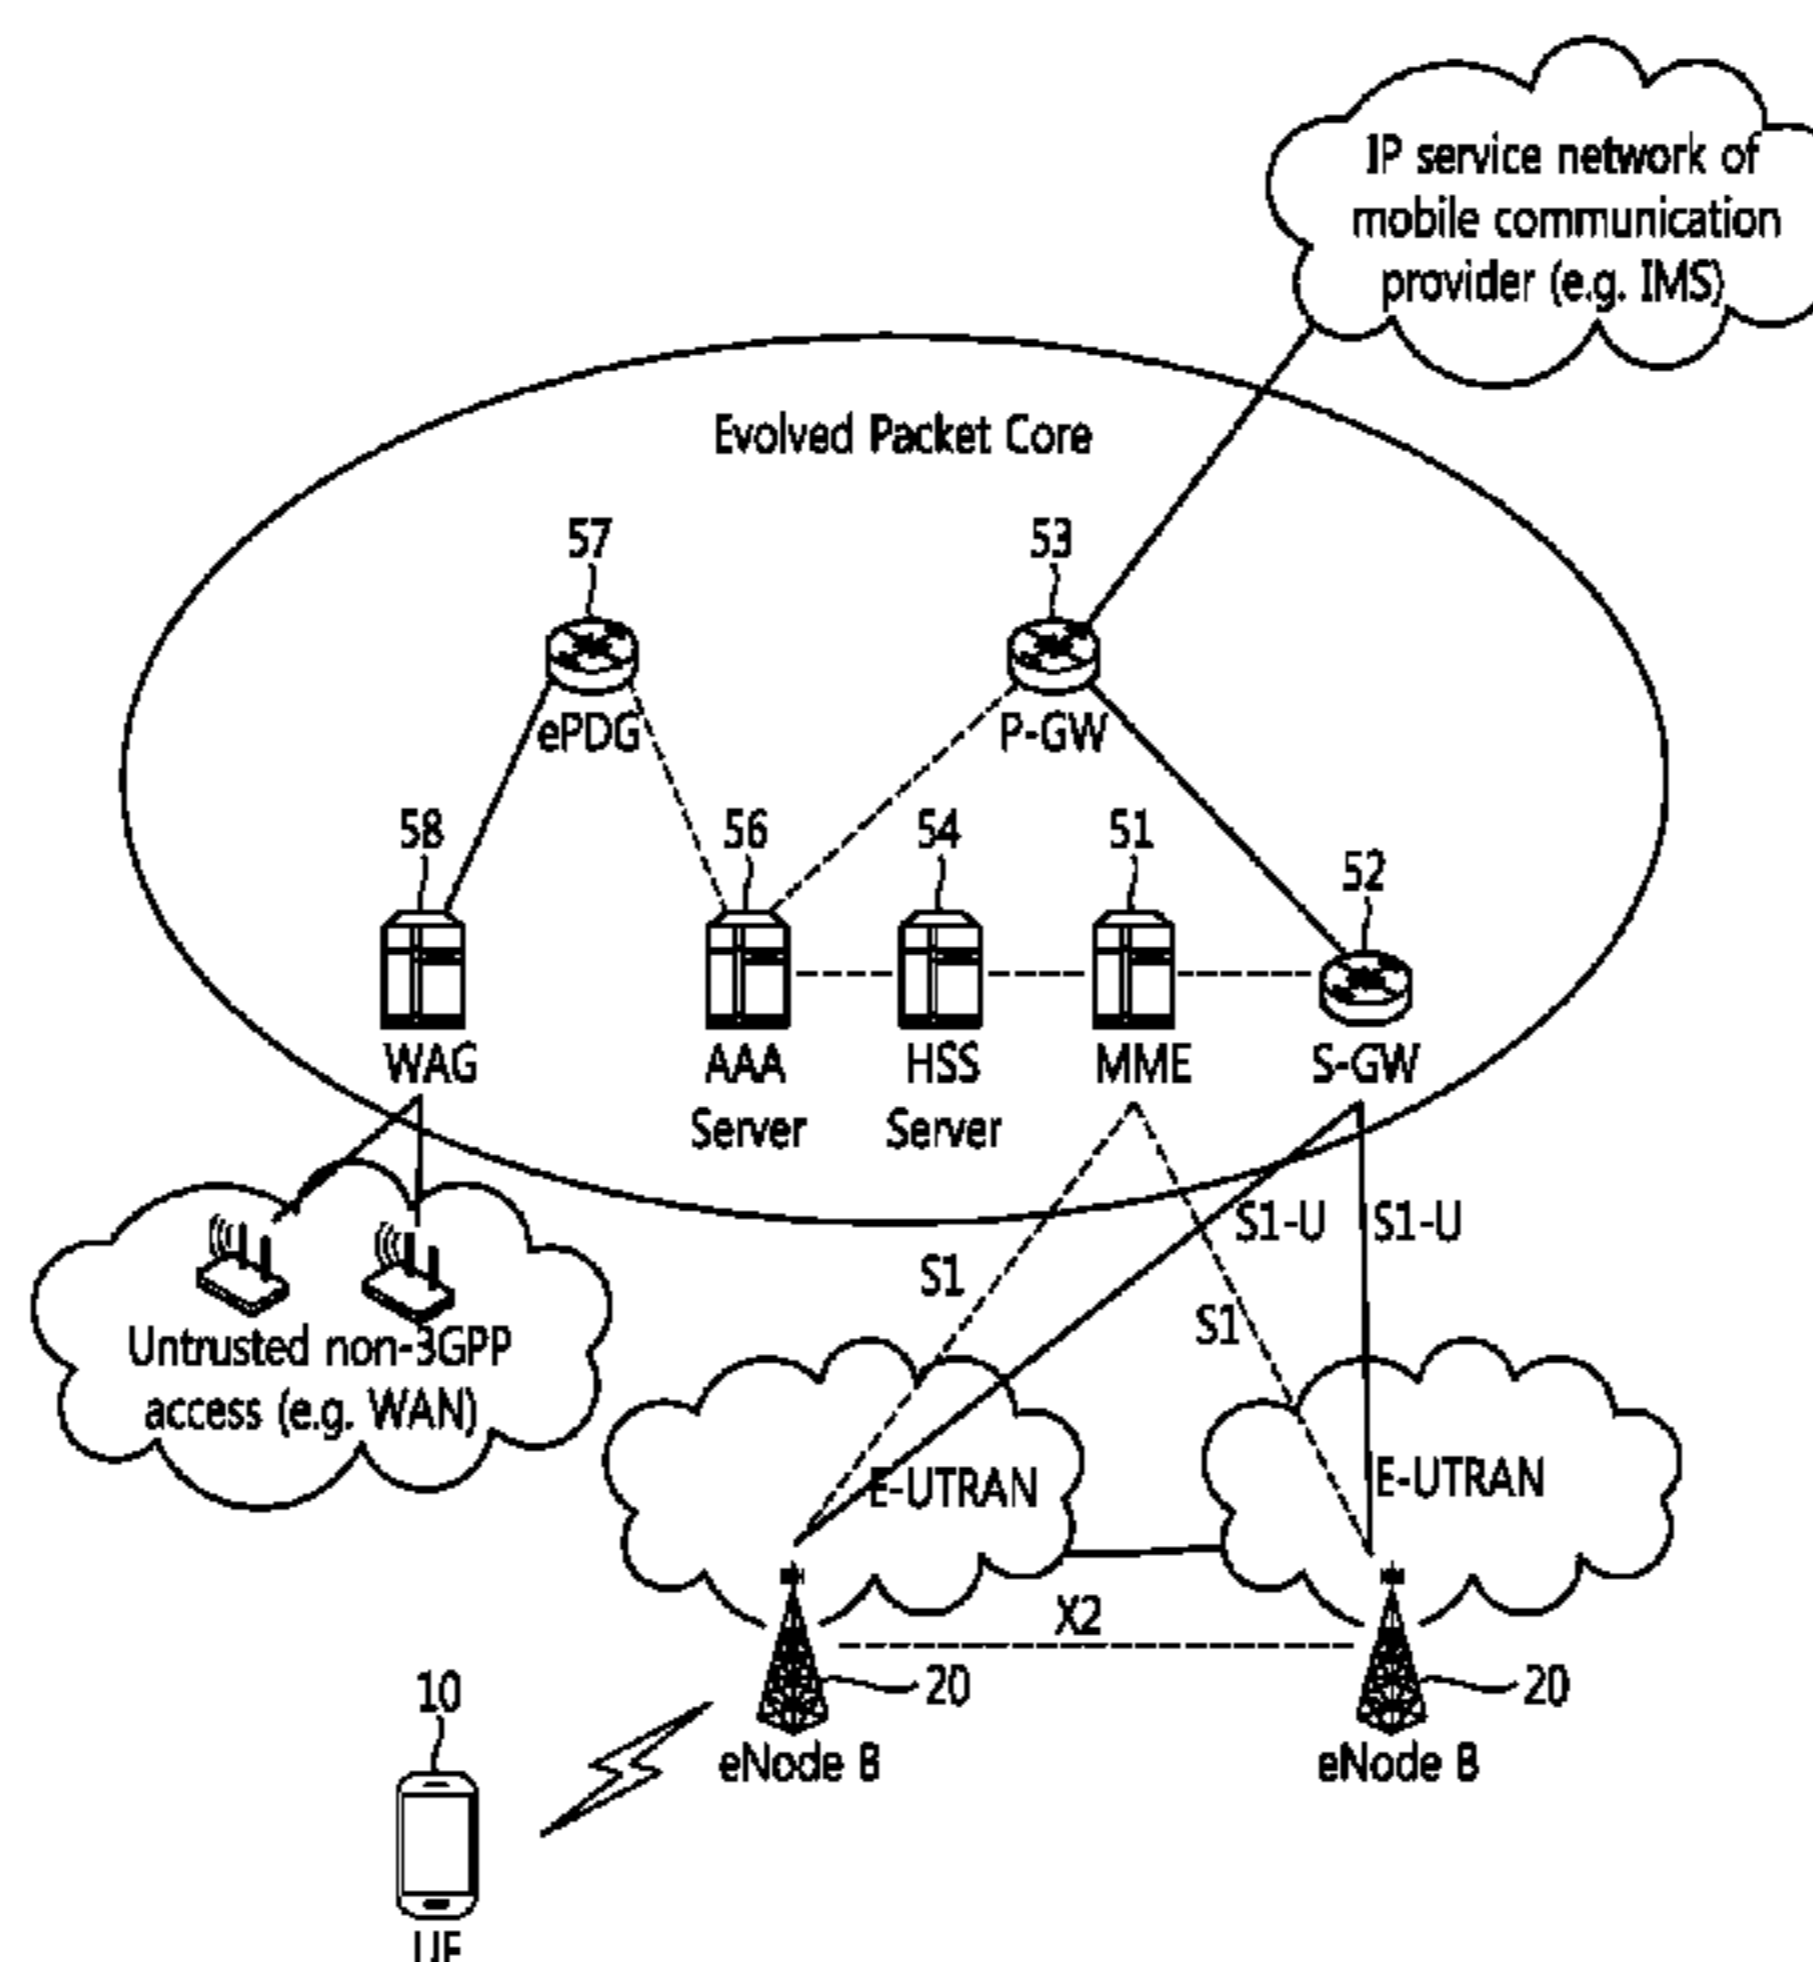 IP service network of
mobile communication
provider (e.g. IMS)
Evolved Packet Core
57
53
ePDG
P-GW
58
56
54
51
52
WAG
AAA
Server
HSS
Server
MME
S-GW
S1-U
S1-U
S1
S1
Untrusted non-3GPP
access (e.g. WAN)
E-UTRAN
E-UTRAN
X2
20
20
eNode B
eNode B
10
UE